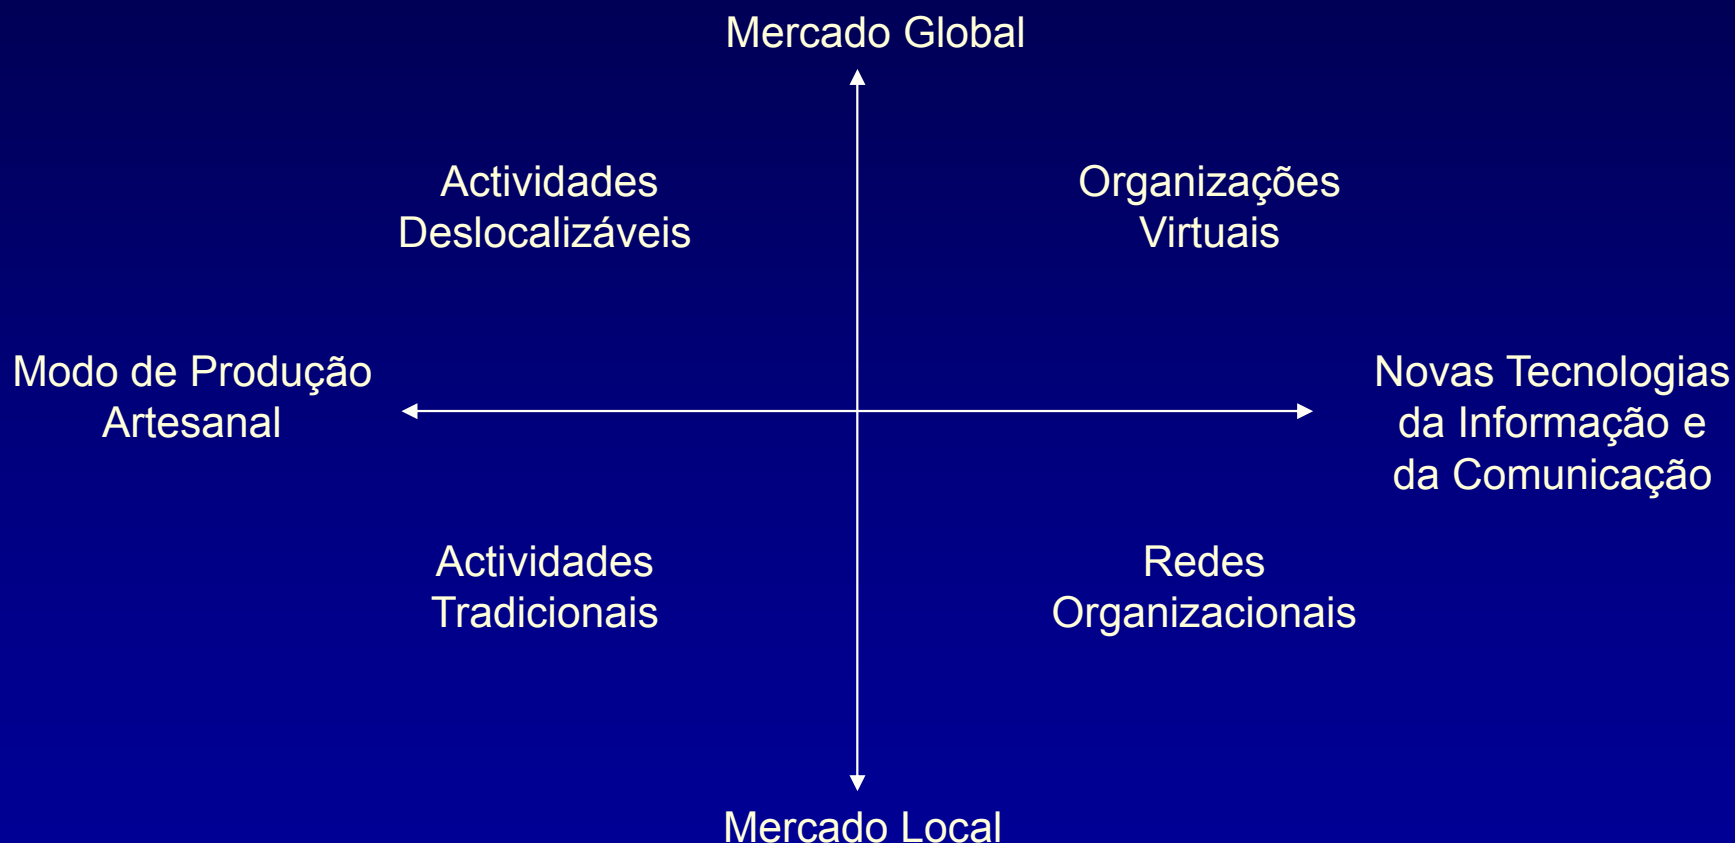 Mercado Global
Actividades
Deslocalizáveis
Organizações
Virtuais
Modo de Produção
Artesanal
Novas Tecnologias
da Informação e
da Comunicação
Actividades
Tradicionais
Redes
Organizacionais
Mercado Local